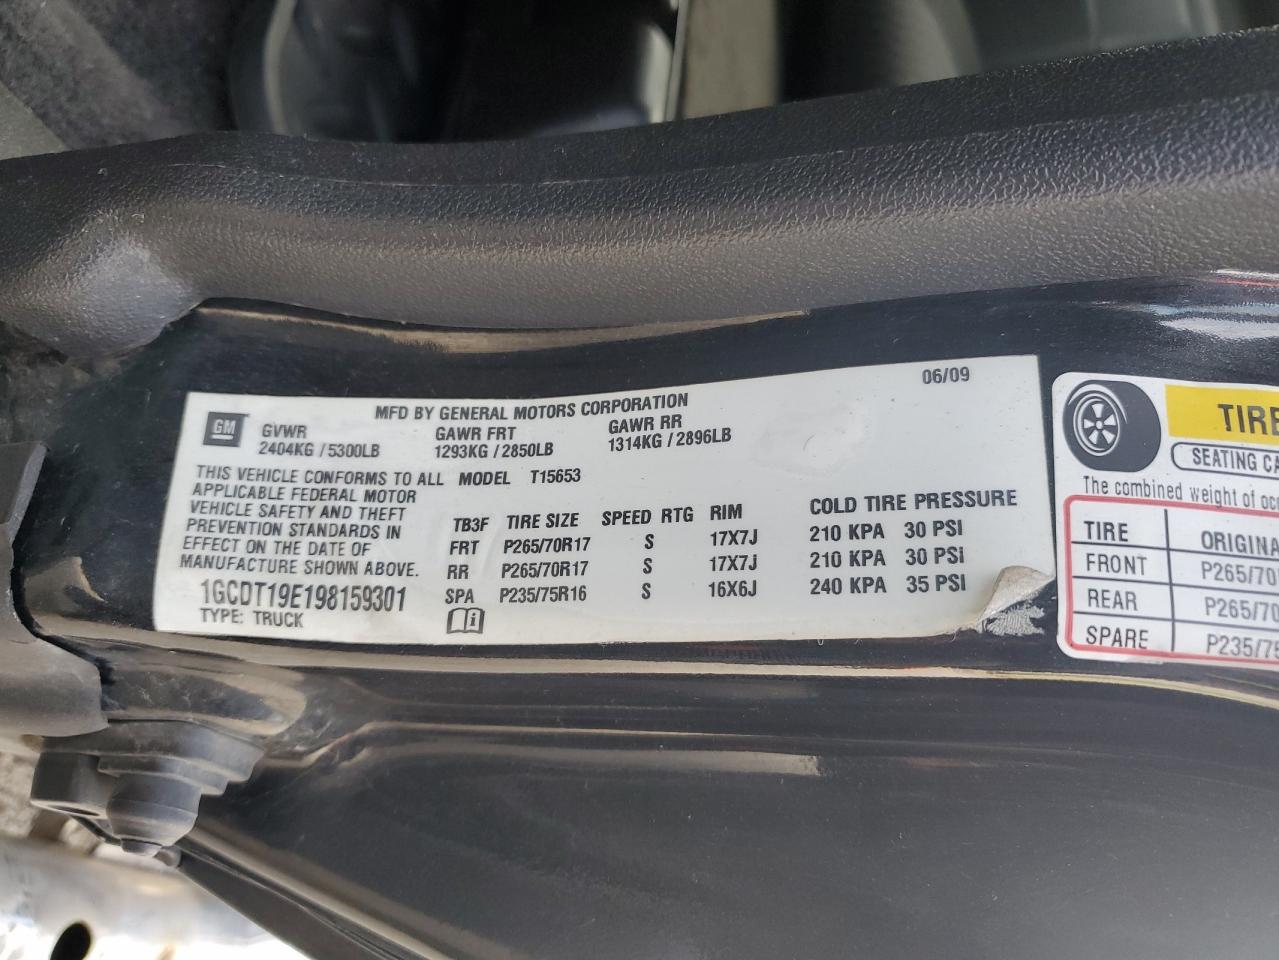 06/09
MFD BY GENERAL MOTORS CORPORATION
GM GVWR GAWR FRT GAWR RR
2404KG / 5300LB 1293KG / 2850LB 1314KG / 2896LB
THIS VEHICLE CONFORMS TO ALL MODEL T15653
APPLICABLE FEDERAL MOTOR
VEHICLE SAFETY AND THEFT
PREVENTION STANDARDS IN
EFFECT ON THE DATE OF
MANUFACTURE SHOWN ABOVE.
1GCDT19E198159301
TYPE: TRUCK
TB3F TIRE SIZE SPEED RTG RIM COLD TIRE PRESSURE
FRT P265/70R17 S 17X7J 210 KPA 30 PSI
RR P265/70R17 S 17X7J 210 KPA 30 PSI
SPA P235/75R16 S 16X6J 240 KPA 35 PSI
TIRE
SEATING CA
The combined weight of occ
TIRE ORIGINA
FRONT P265/70
REAR P265/70
SPARE P235/75